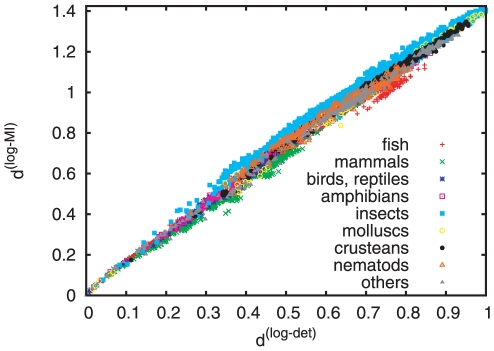 1.4
1.2
1
0.8
0.6
0.4
0.2
0
d(log-MI)
fish
mammals
birds, reptiles
amphibians
insects
molluscs
crusteans
nematods
others
0 0.1 0.2 0.3 0.4 0.5 0.6 0.7 0.8 0.9 1
d(log-det)